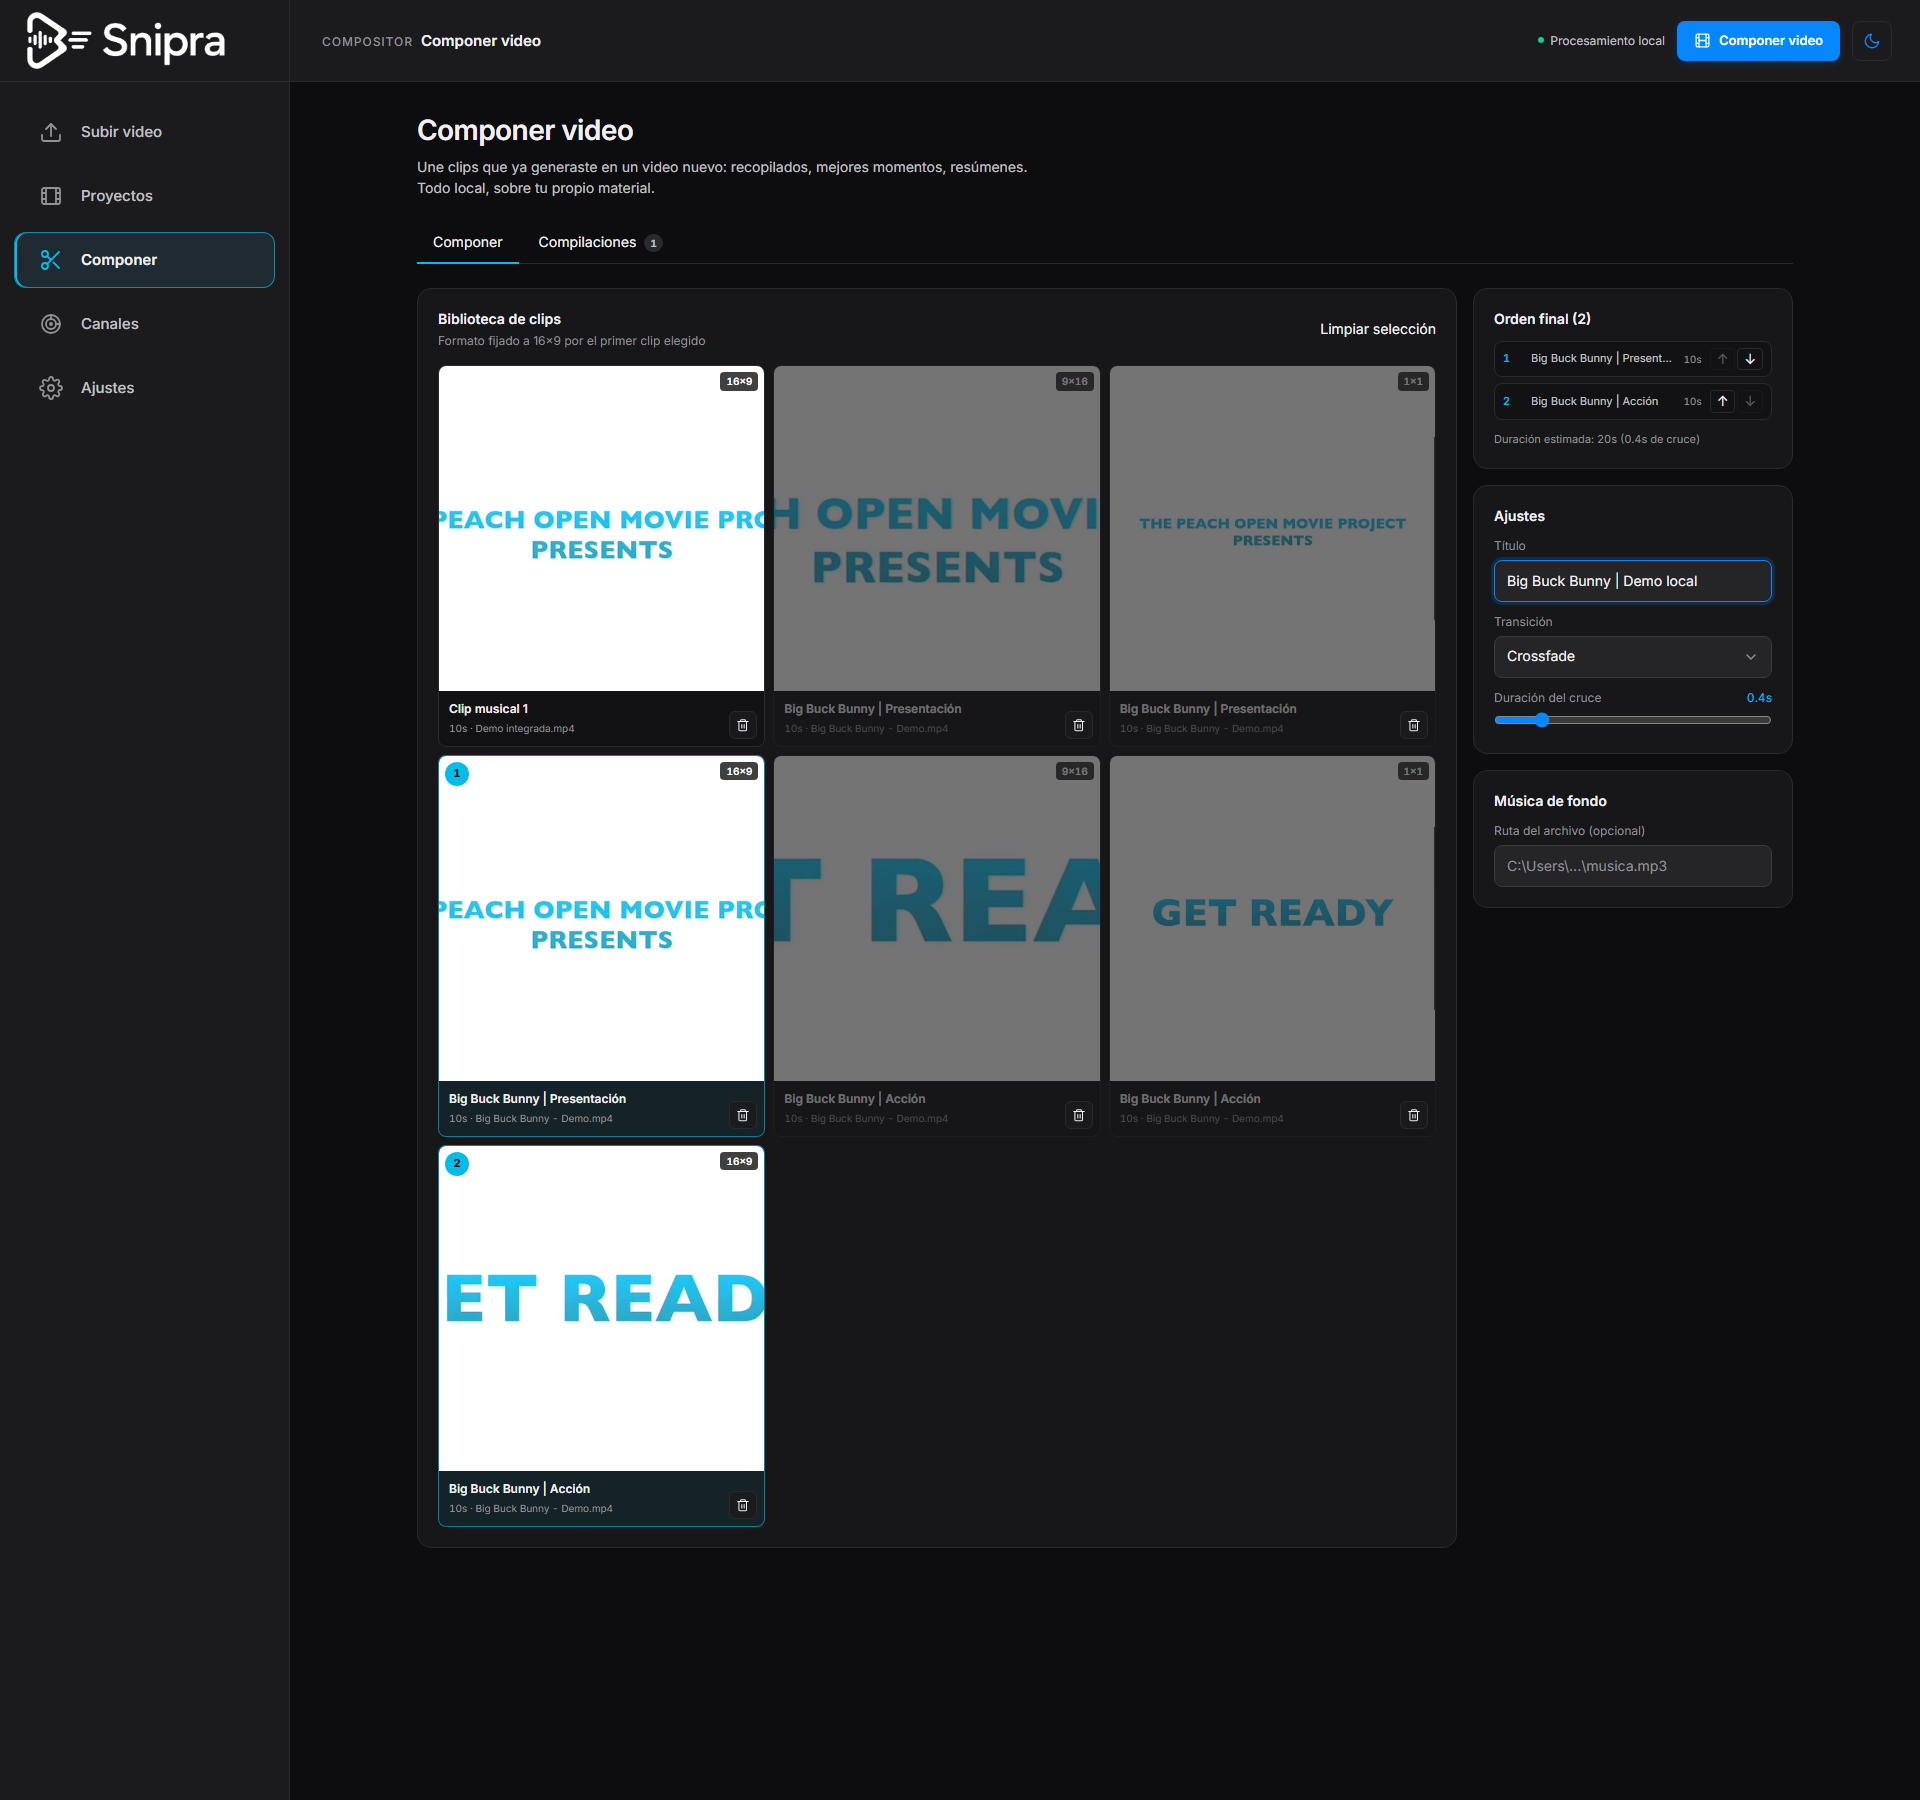 Snipra
COMPOSITOR Componer video
Procesamiento local
Componer video
Subir video
Proyectos
Componer
Canales
Ajustes
Componer video
Une clips que ya generaste en un video nuevo: recopilados, mejores momentos, resúmenes.
Todo local, sobre tu propio material.
Componer
Compilaciones 1
Biblioteca de clips
Formato fijado a 16×9 por el primer clip elegido
Limpiar selección
16×9
PEACH OPEN MOVIE PRO
PRESENTS
Clip musical 1
10s · Demo integrada.mp4
9×16
H OPEN MOVI
PRESENTS
Big Buck Bunny | Presentación
10s · Big Buck Bunny - Demo.mp4
1×1
THE PEACH OPEN MOVIE PROJECT
PRESENTS
Big Buck Bunny | Presentación
10s · Big Buck Bunny - Demo.mp4
1
16×9
PEACH OPEN MOVIE PRO
PRESENTS
Big Buck Bunny | Presentación
10s · Big Buck Bunny - Demo.mp4
9×16
T REA
Big Buck Bunny | Acción
10s · Big Buck Bunny - Demo.mp4
1×1
GET READY
Big Buck Bunny | Acción
10s · Big Buck Bunny - Demo.mp4
2
16×9
ET READ
Big Buck Bunny | Acción
10s · Big Buck Bunny - Demo.mp4
Orden final (2)
1 Big Buck Bunny | Present... 10s
2 Big Buck Bunny | Acción 10s
Duración estimada: 20s (0.4s de cruce)
Ajustes
Título
Big Buck Bunny | Demo local
Transición
Crossfade
Duración del cruce 0.4s
Música de fondo
Ruta del archivo (opcional)
C:\Users\...\musica.mp3